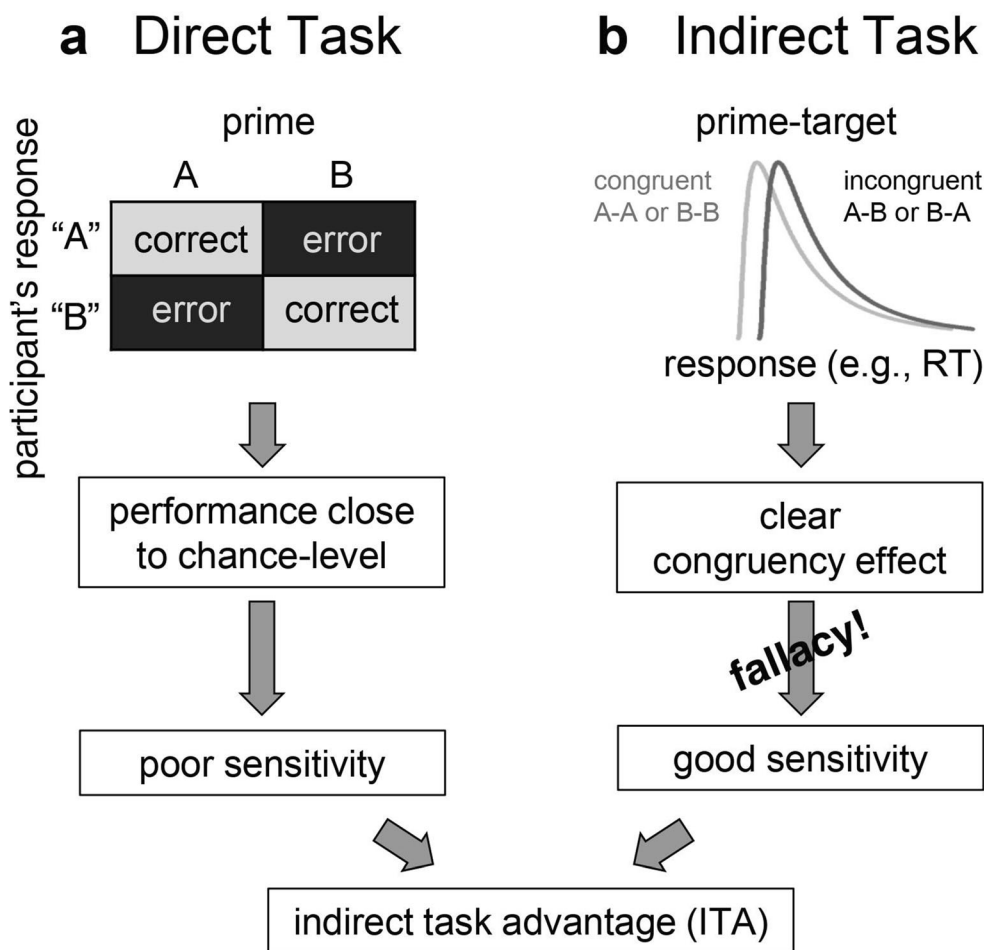 a Direct Task
prime
A B
participant's response
"A" correct error
"B" error correct
performance close
to chance-level
poor sensitivity
b Indirect Task
prime-target
congruent
A-A or B-B
incongruent
A-B or B-A
response (e.g., RT)
clear
congruency effect
fallacy!
good sensitivity
indirect task advantage (ITA)